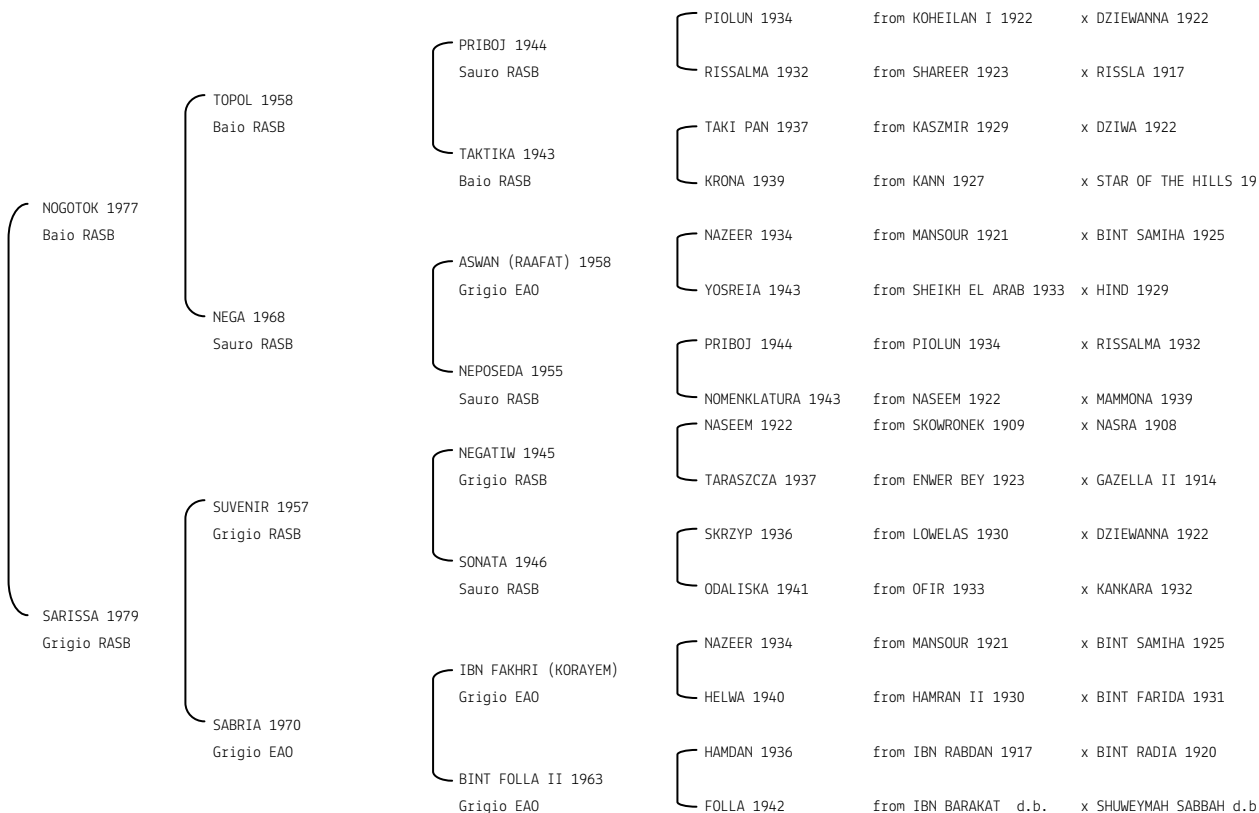 PIOLUN 1934 from KOHEILAN I 1922 x DZIEWANNA 1922
PRIBOJ 1944
Sauro RASB RISSALMA 1932 from SHAREER 1923 x RISSLA 1917
TOPOL 1958
Baio RASB TAKI PAN 1937 from KASZMIR 1929 x DZIWA 1922
TAKTIKA 1943
Baio RASB KRONA 1939 from KANN 1927 x STAR OF THE HILLS 19
NOGOTOK 1977
Baio RASB NAZEER 1934 from MANSOUR 1921 x BINT SAMIHA 1925
ASWAN (RAAFAT) 1958
Grigio EAO YOSREIA 1943 from SHEIKH EL ARAB 1933 x HIND 1929
NEGA 1968
Sauro RASB PRIBOJ 1944 from PIOLUN 1934 x RISSALMA 1932
NEPOSEDA 1955
Sauro RASB NOMENKLATURA 1943 from NASEEM 1922 x MAMMONA 1939
NASEEM 1922 from SKOWRONEK 1909 x NASRA 1908
NEGATIW 1945
Grigio RASB TARASZCZA 1937 from ENWER BEY 1923 x GAZELLA II 1914
SUVENIR 1957
Grigio RASB SKRZYP 1936 from LOWELAS 1930 x DZIEWANNA 1922
SONATA 1946
Sauro RASB ODALISKA 1941 from OFIR 1933 x KANKARA 1932
SARISSA 1979
Grigio RASB NAZEER 1934 from MANSOUR 1921 x BINT SAMIHA 1925
IBN FAKHRI (KORAYEM)
Grigio EAO HELWA 1940 from HAMRAN II 1930 x BINT FARIDA 1931
SABRIA 1970
Grigio EAO HAMDAN 1936 from IBN RABDAN 1917 x BINT RADIA 1920
BINT FOLLA II 1963
Grigio EAO FOLLA 1942 from IBN BARAKAT d.b. x SHUWEYMAH SABBAH d.b